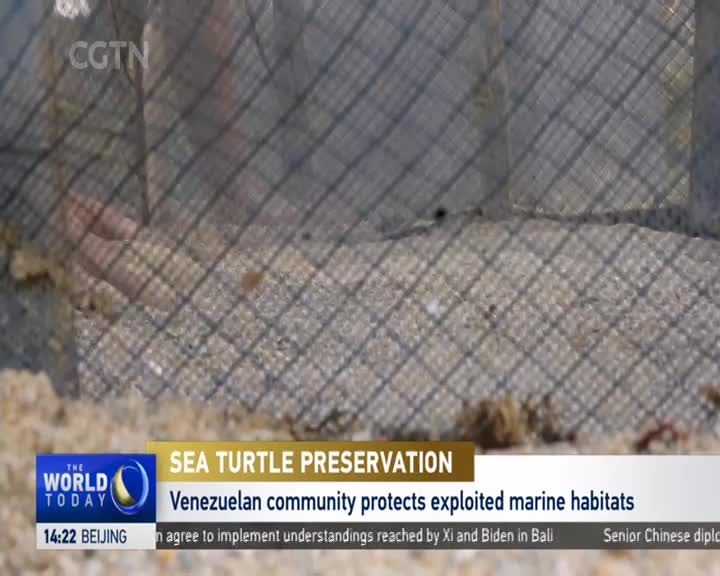 CGTN
SEA TURTLE PRESERVATION
THE
WORLD
TODAY
Venezuelan community protects exploited marine habitats
14:22 BEIJING
agree to implement understandings reached by Xi and Biden in Bali Senior Chinese